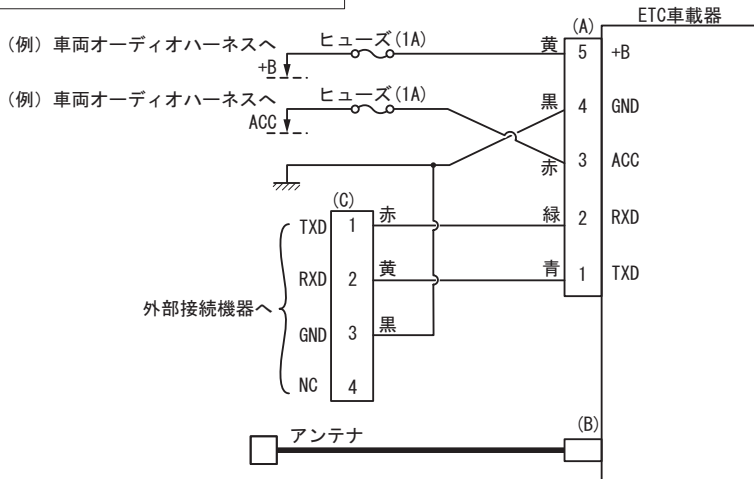 ETC車載器
(A)
(例) 車両オーディオハーネスへ
+B
ヒューズ(1A)
黄
5
+B
(例) 車両オーディオハーネスへ
ACC
ヒューズ(1A)
黒
4
GND
赤
3
ACC
(C)
TXD
1
赤
緑
2
RXD
RXD
2
黄
青
1
TXD
外部接続機器へ
GND
3
黒
NC
4
アンテナ
(B)